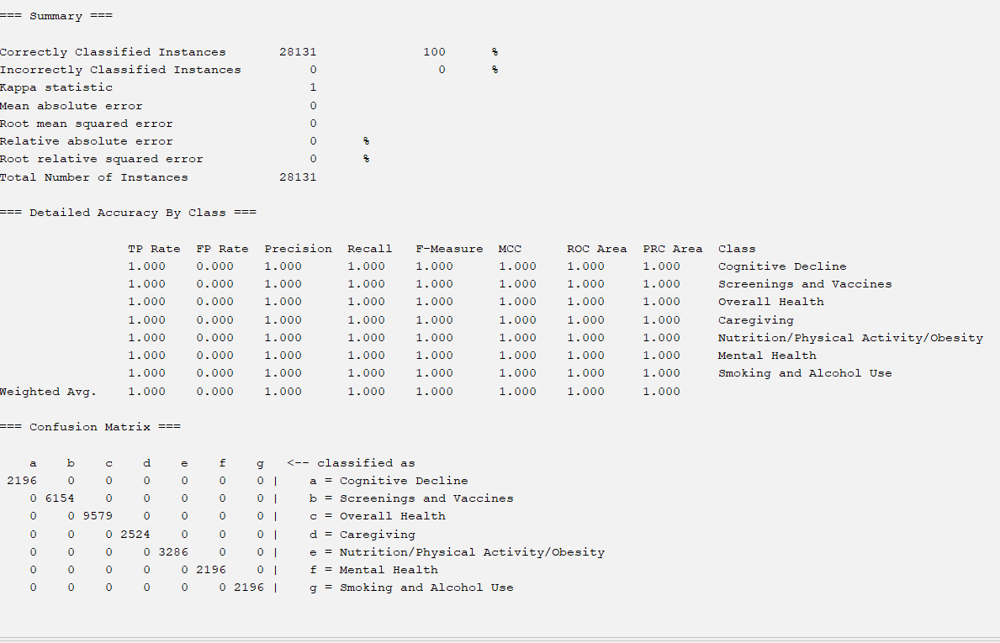 === Summary ===
Correctly Classified Instances 28131 100 %
Incorrectly Classified Instances 0 0 %
Kappa statistic 1
Mean absolute error 0
Root mean squared error 0
Relative absolute error 0 %
Root relative squared error 0 %
Total Number of Instances 28131
=== Detailed Accuracy By Class ===
TP Rate FP Rate Precision Recall F-Measure MCC ROC Area PRC Area Class
1.000 0.000 1.000 1.000 1.000 1.000 1.000 1.000 Cognitive Decline
1.000 0.000 1.000 1.000 1.000 1.000 1.000 1.000 Screenings and Vaccines
1.000 0.000 1.000 1.000 1.000 1.000 1.000 1.000 Overall Health
1.000 0.000 1.000 1.000 1.000 1.000 1.000 1.000 Caregiving
1.000 0.000 1.000 1.000 1.000 1.000 1.000 1.000 Nutrition/Physical Activity/Obesity
1.000 0.000 1.000 1.000 1.000 1.000 1.000 1.000 Mental Health
1.000 0.000 1.000 1.000 1.000 1.000 1.000 1.000 Smoking and Alcohol Use
Weighted Avg. 1.000 0.000 1.000 1.000 1.000 1.000 1.000 1.000
=== Confusion Matrix ===
a b c d e f g <-- classified as
2196 0 0 0 0 0 0 | a = Cognitive Decline
0 6154 0 0 0 0 0 | b = Screenings and Vaccines
0 0 9579 0 0 0 0 | c = Overall Health
0 0 0 2524 0 0 0 | d = Caregiving
0 0 0 0 3286 0 0 | e = Nutrition/Physical Activity/Obesity
0 0 0 0 0 2196 0 | f = Mental Health
0 0 0 0 0 0 2196 | g = Smoking and Alcohol Use